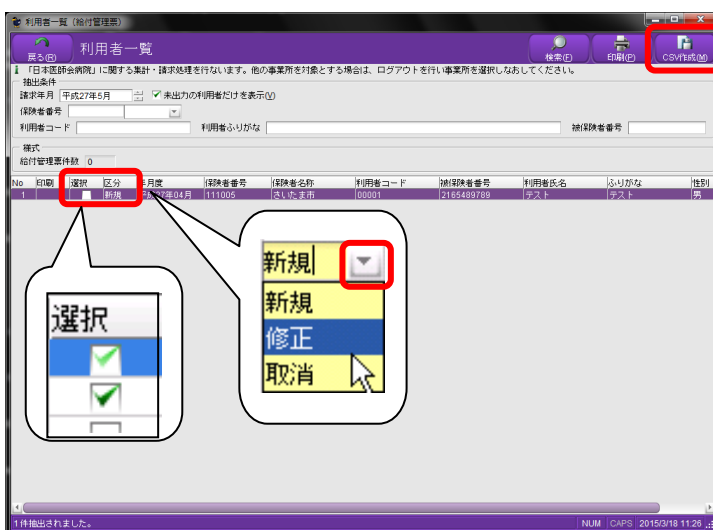 利用者一覧 (給付管理票)
戻る(R)
利用者一覧
検索(F)
印刷(P)
CSV作成(M)
「日本医師会病院」に関する集計・請求処理を行ないます。他の事業所を対象とする場合は、ログアウトを行い事業所を選択しなおしてください。
抽出条件
請求年月 平成27年5月 未出力の利用者だけを表示(V)
保険者番号
利用者コード 利用者ふりがな 被保険者番号
様式
給付管理票件数 0
No 印刷 選択 区分 年月度 保険者番号 保険者名称 利用者コード 被保険者番号 利用者氏名 ふりがな 性別
1 新規 平成27年04月 111005 さいたま市 00001 2165489789 テスト テスト 男
選択
新規
新規
修正
取消
1件抽出されました。
NUM CAPS 2015/3/18 11:26